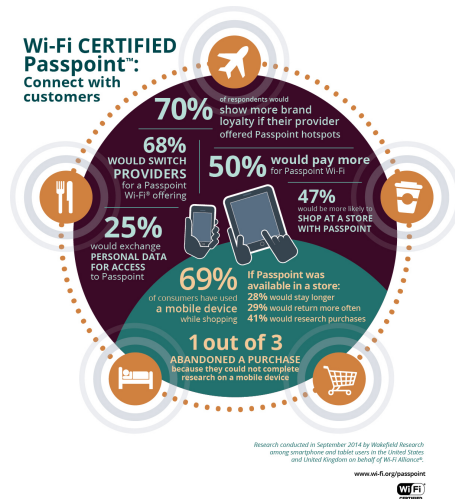 Wi-Fi CERTIFIED
Passpoint™:
Connect with
customers
70% of respondents would
show more brand
loyalty if their provider
offered Passpoint hotspots
68%
WOULD SWITCH
PROVIDERS
for a Passpoint
Wi-Fi® offering
50% would pay more
for Passpoint Wi-Fi
47%
would be more likely to
SHOP AT A STORE
WITH PASSPOINT
25%
would exchange
PERSONAL DATA
FOR ACCESS
to Passpoint
69%
of consumers have used
a mobile device
while shopping
If Passpoint was
available in a store:
28% would stay longer
29% would return more often
41% would research purchases
1 out of 3
ABANDONED A PURCHASE
because they could not complete
research on a mobile device
Research conducted in September 2014 by Wakefield Research
among smartphone and tablet users in the United States
and United Kingdom on behalf of Wi-Fi Alliance®.
www.wi-fi.org/passpoint
Wi Fi
CERTIFIED